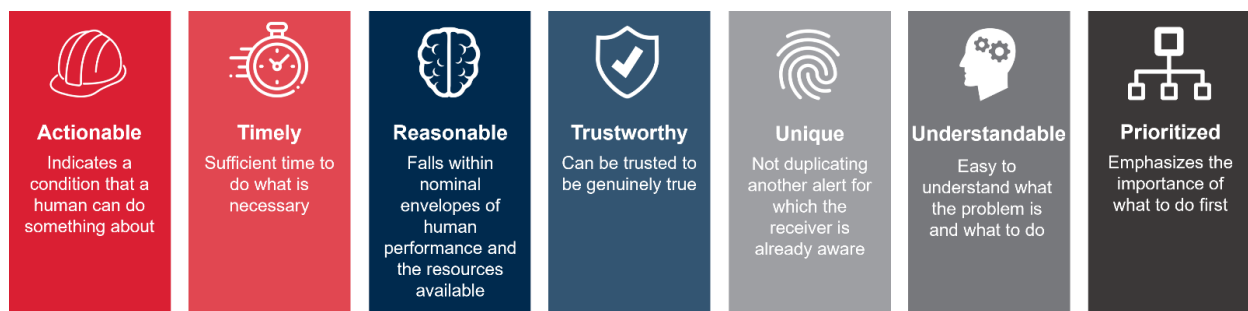 Actionable
Indicates a
condition that a
human can do
something about
Timely
Sufficient time to
do what is
necessary
Reasonable
Falls within
nominal
envelopes of
human
performance and
the resources
available
Trustworthy
Can be trusted to
be genuinely true
Unique
Not duplicating
another alert for
which the
receiver is
already aware
Understandable
Easy to
understand what
the problem is
and what to do
Prioritized
Emphasizes the
importance of
what to do first